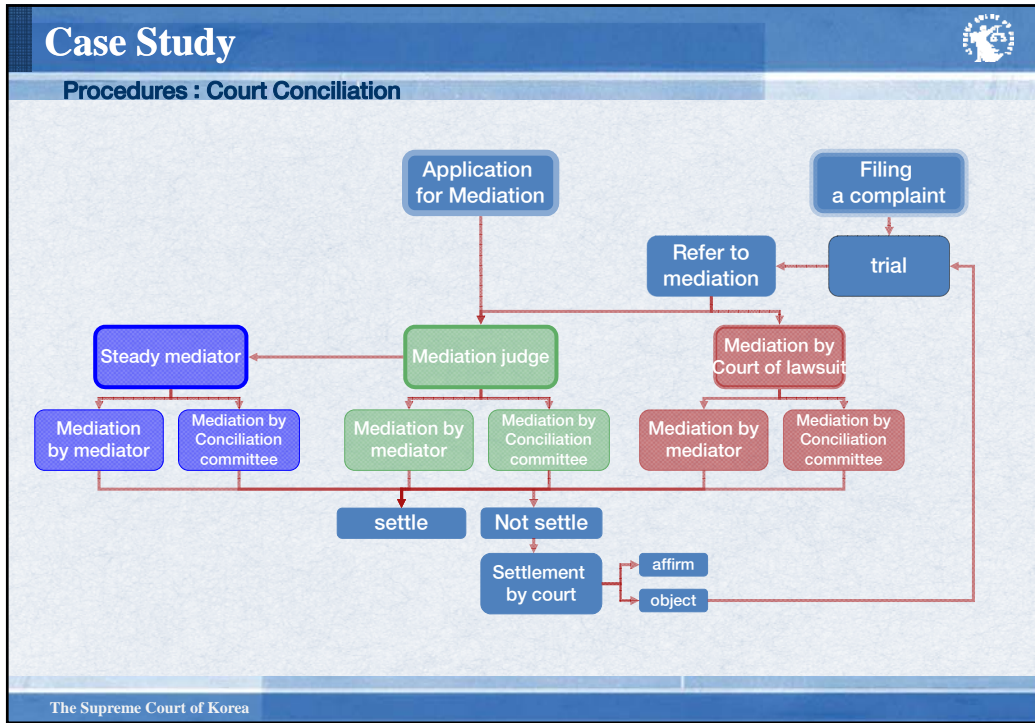 Case Study
Procedures : Court Conciliation
Application
for Mediation
Filing
a complaint
Refer to
mediation
trial
Steady mediator
Mediation judge
Mediation by
Court of lawsuit
Mediation
by mediator
Mediation by
Conciliation
committee
Mediation by
mediator
Mediation by
Conciliation
committee
Mediation by
mediator
Mediation by
Conciliation
committee
settle
Not settle
Settlement
by court
affirm
object
The Supreme Court of Korea